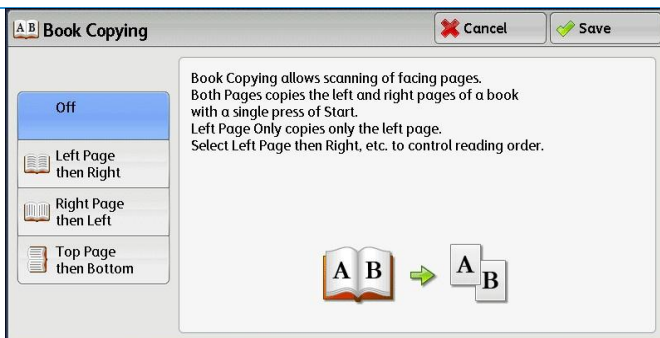 A B Book Copying
Cancel
Save
Off
Left Page
then Right
Right Page
then Left
Top Page
then Bottom
Book Copying allows scanning of facing pages.
Both Pages copies the left and right pages of a book
with a single press of Start.
Left Page Only copies only the left page.
Select Left Page then Right, etc. to control reading order.
A B
A
B